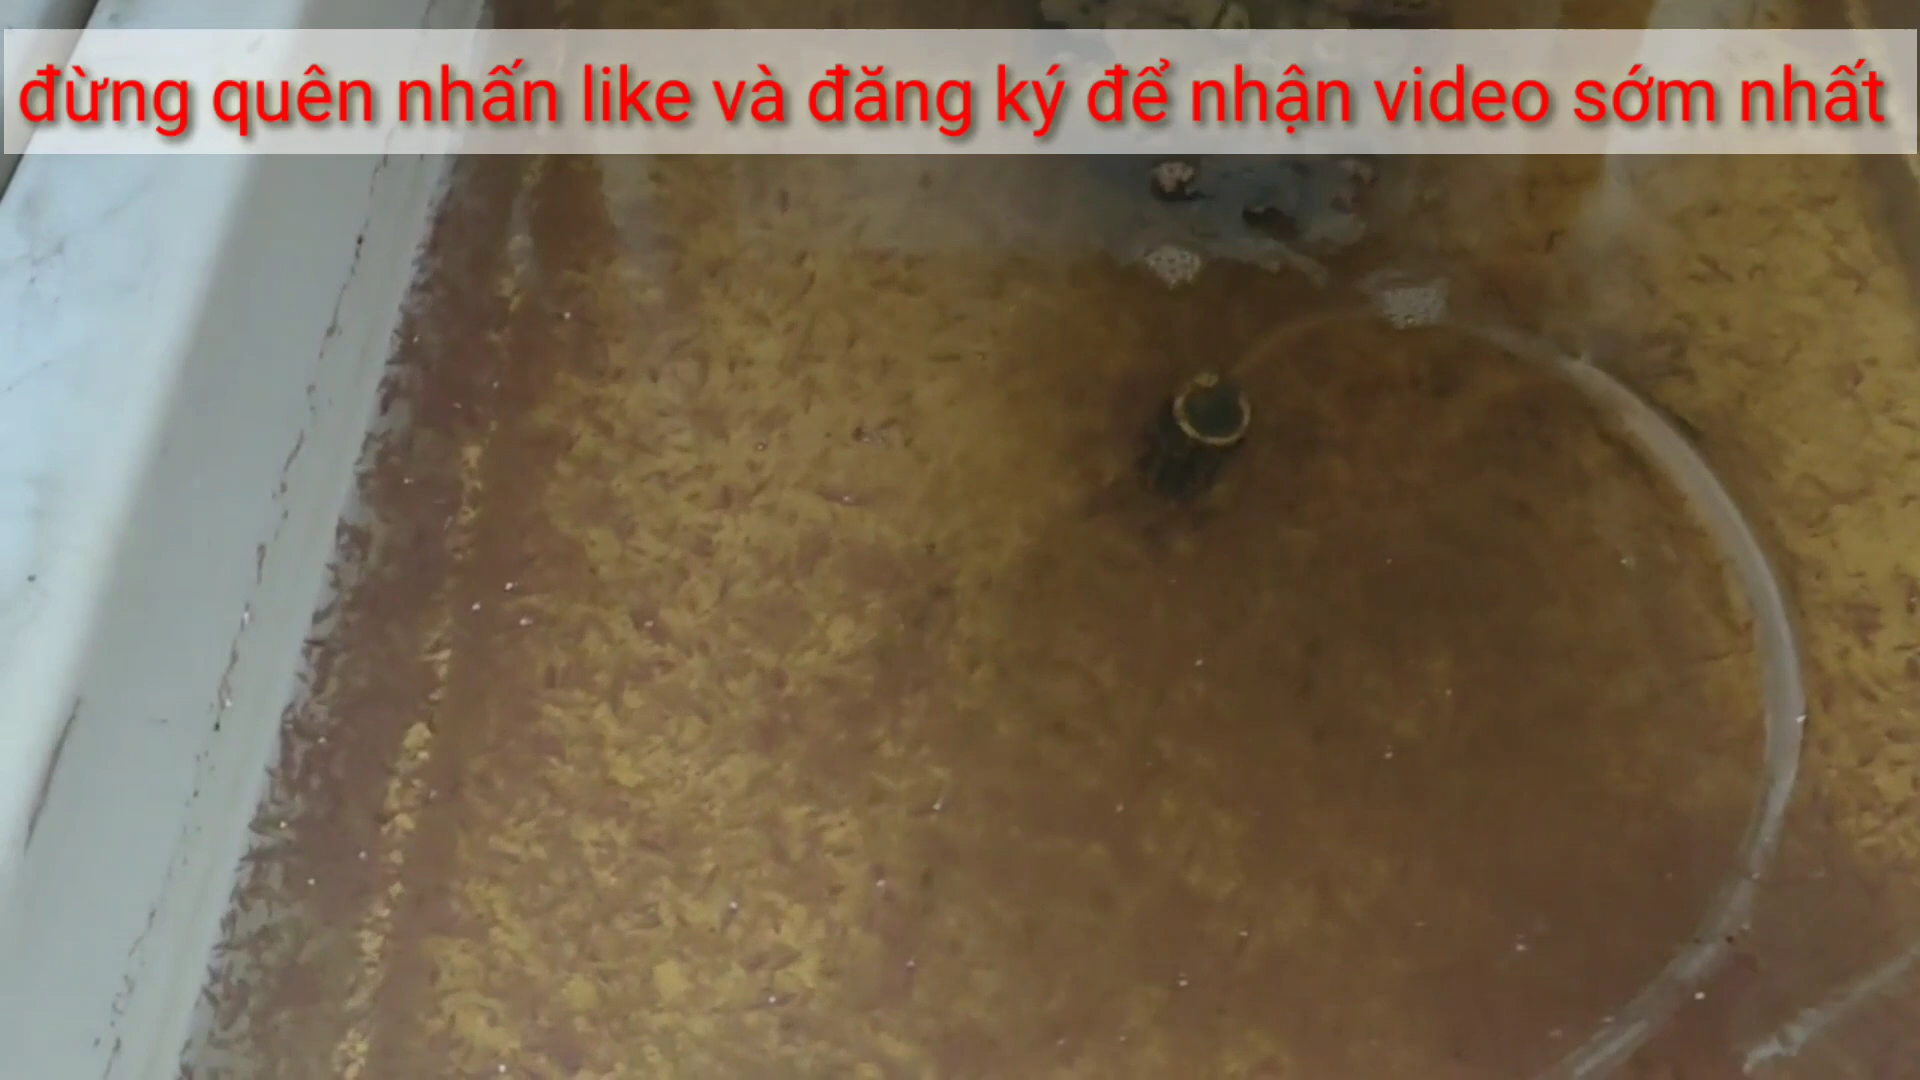 đừng quên nhấn like và đăng ký để nhận video sớm nhất